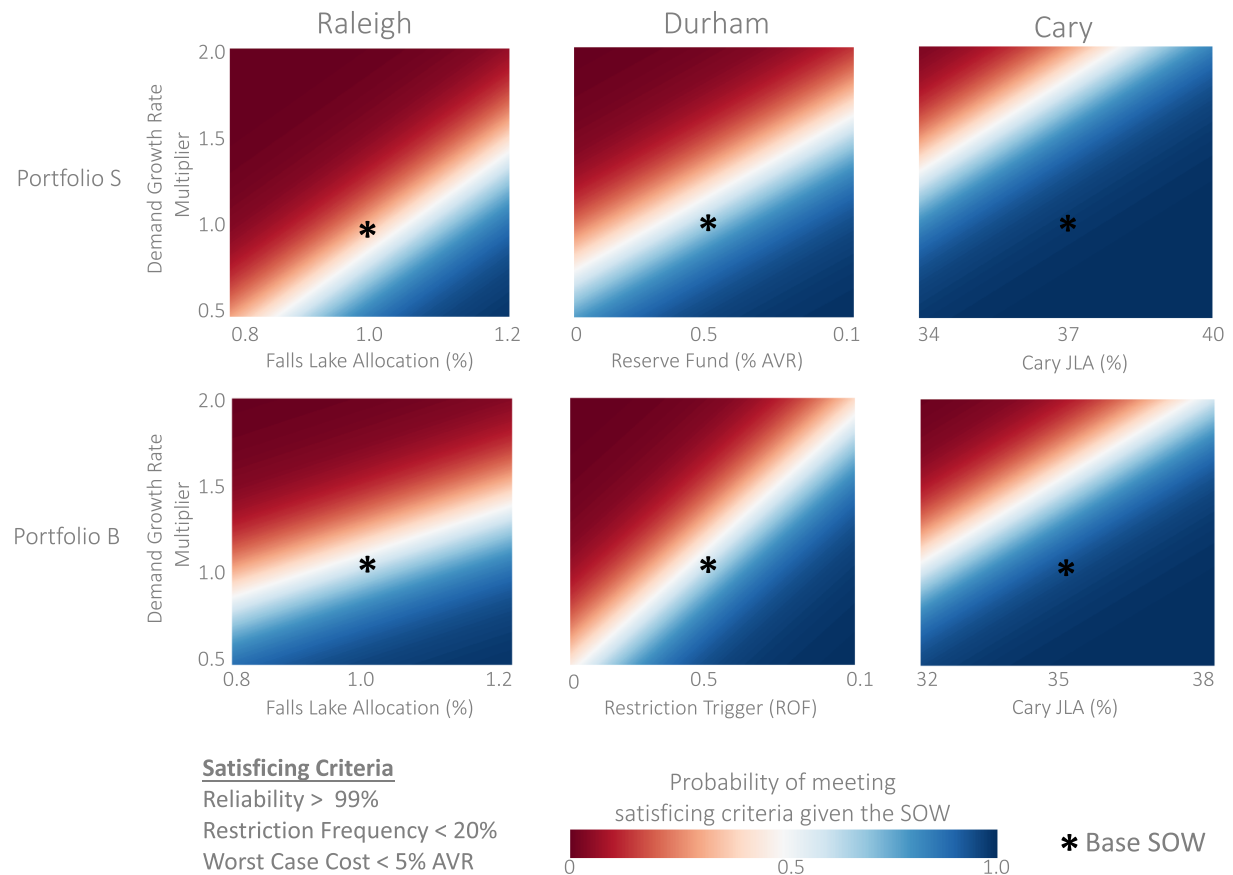 Raleigh
Durham
Cary
Portfolio S
Demand Growth Rate
Multiplier
2.0
1.5
1.0
0.5
0.8 1.0 1.2
Falls Lake Allocation (%)
0 0.5 0.1
Reserve Fund (% AVR)
34 37 40
Cary JLA (%)
Portfolio B
Demand Growth Rate
Multiplier
2.0
1.5
1.0
0.5
0.8 1.0 1.2
Falls Lake Allocation (%)
0 0.5 0.1
Restriction Trigger (ROF)
32 35 38
Cary JLA (%)
Satisficing Criteria
Reliability > 99%
Restriction Frequency < 20%
Worst Case Cost < 5% AVR
Probability of meeting
satisficing criteria given the SOW
0 0.5 1.0
* Base SOW